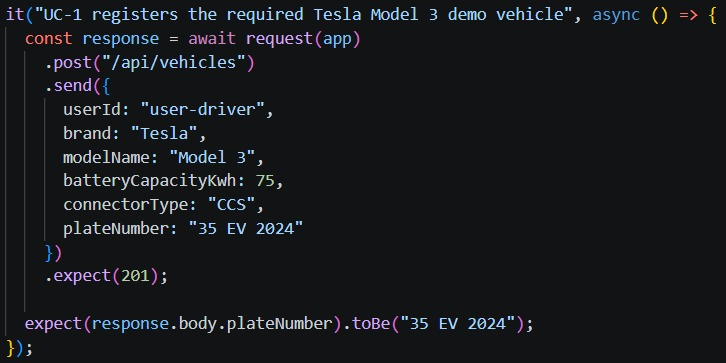 it("UC-1 registers the required Tesla Model 3 demo vehicle", async () => {
  const response = await request(app)
    .post("/api/vehicles")
    .send({
      userId: "user-driver",
      brand: "Tesla",
      modelName: "Model 3",
      batteryCapacityKwh: 75,
      connectorType: "CCS",
      plateNumber: "35 EV 2024"
    })
    .expect(201);

  expect(response.body.plateNumber).toBe("35 EV 2024");
});